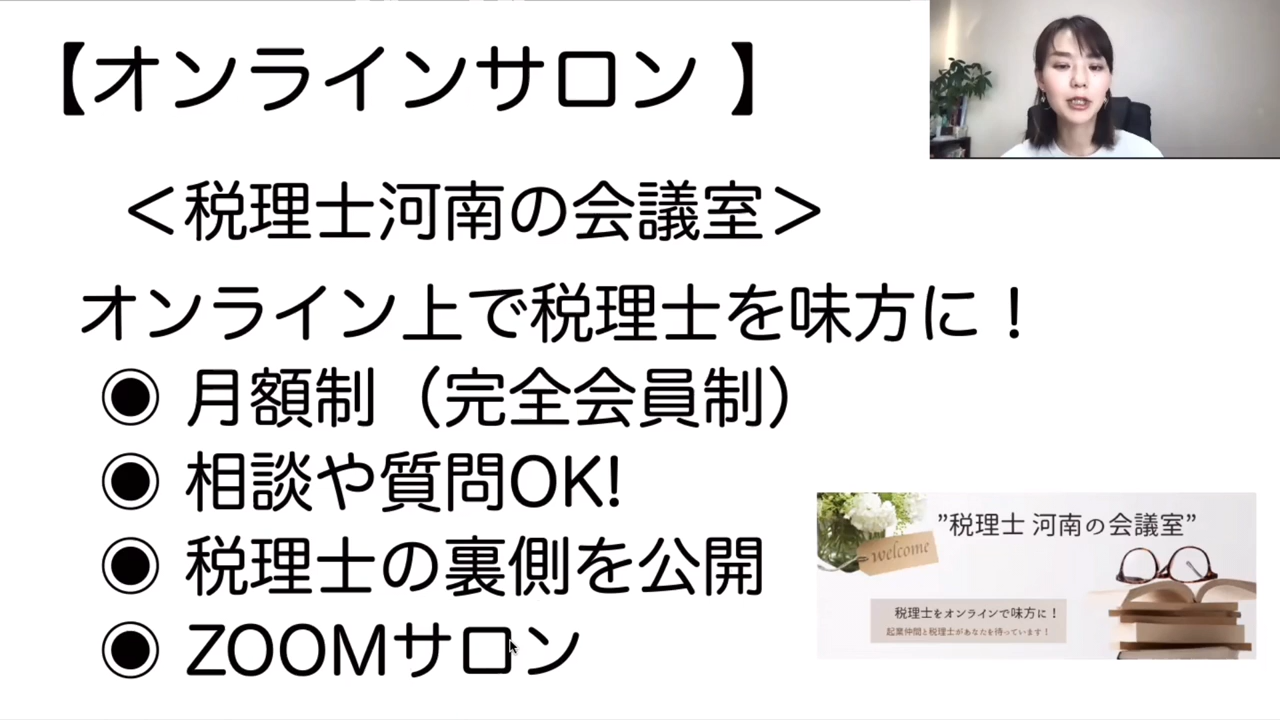 【オンラインサロン 】
＜税理士河南の会議室＞
オンライン上で税理士を味方に！
◉ 月額制（完全会員制）
◉ 相談や質問OK!
◉ 税理士の裏側を公開
◉ ZOOMサロン
”税理士 河南の会議室”
welcome
税理士をオンラインで味方に！
起業仲間と税理士があなたを待っています！